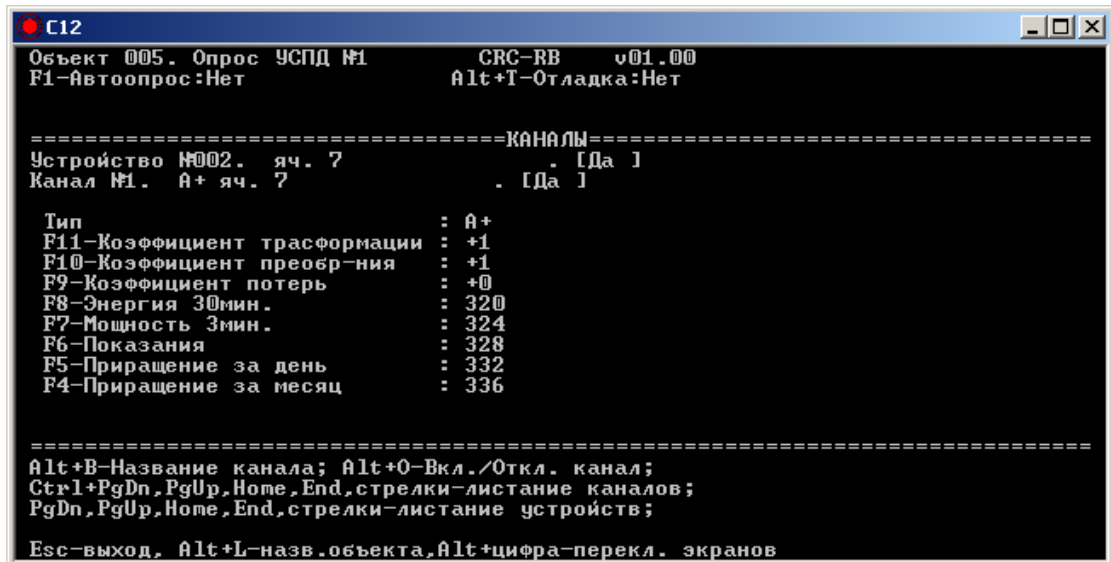 C12
Объект 005. Опрос УСПД №1 CRC-RB v01.00
F1-Автоопрос:Нет Alt+T-Отладка:Нет
===================================КАНАЛЫ=====================================
Устройство №002. яч. 7 . [Да ]
Канал №1. А+ яч. 7 . [Да ]
Тип : А+
F11-Коэффициент трасформации : +1
F10-Коэффициент преобр-ния : +1
F9-Коэффициент потерь : +0
F8-Энергия 30мин. : 320
F7-Мощность 3мин. : 324
F6-Показания : 328
F5-Приращение за день : 332
F4-Приращение за месяц : 336
==============================================================================
Alt+B-Название канала; Alt+O-Вкл./Откл. канал;
Ctrl+PgDn,PgUp,Home,End,стрелки-листание каналов;
PgDn,PgUp,Home,End,стрелки-листание устройств;
Esc-выход, Alt+L-назв.объекта,Alt+цифра-перекл. экранов